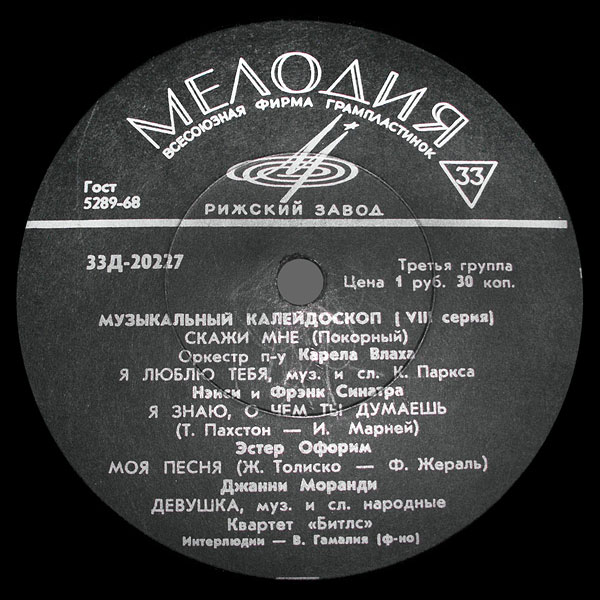 МЕЛОДИЯ
ВСЕСОЮЗНАЯ ФИРМА ГРАМПЛАСТИНОК
33
Гост
5289-68
РИЖСКИЙ ЗАВОД
33Д-20227
Третья группа
Цена 1 руб. 30 коп.
МУЗЫКАЛЬНЫЙ КАЛЕЙДОСКОП (VII серия)
СКАЖИ МНЕ (Покорный)
Оркестр п-у Карела Влаха
Я ЛЮБЛЮ ТЕБЯ, муз. и сл. К. Паркса
Нэнси и Фрэнк Синатра
Я ЗНАЮ, О ЧЕМ ТЫ ДУМАЕШЬ
(Т. Пахстон — И. Марней)
Эстер Офорим
МОЯ ПЕСНЯ (Ж. Толиско — Ф. Жераль)
Джанни Моранди
ДЕВУШКА, муз. и сл. народные
Квартет «Битлс»
Интерлюдии — В. Гамалия (ф-но)